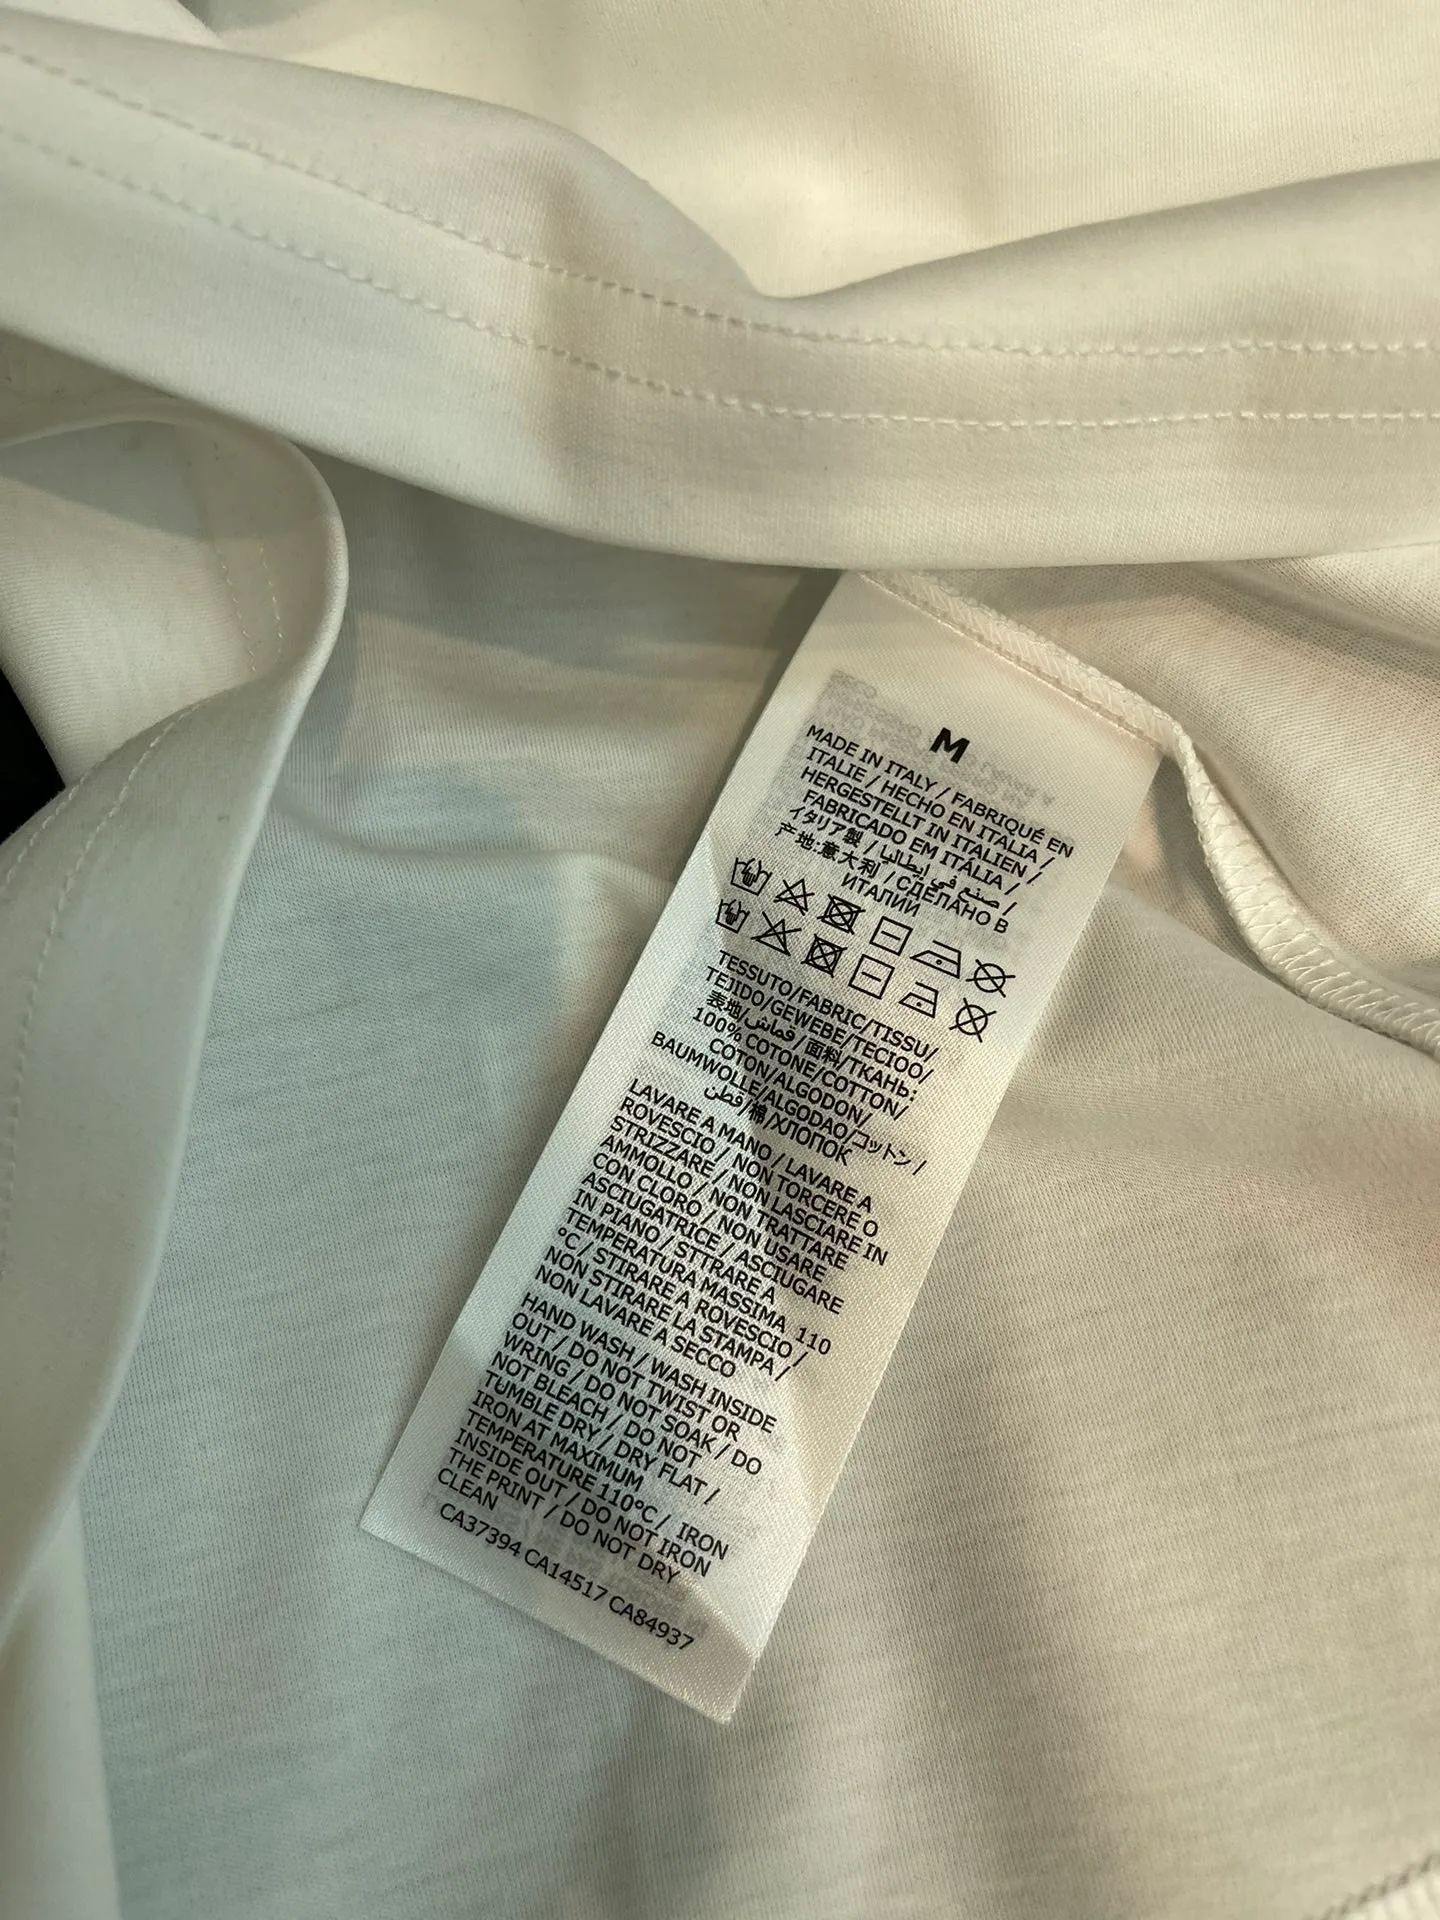 M
MADE IN ITALY / FABRIQUÉ EN
ITALIE / HECHO EN ITALIA /
HERGESTELLT IN ITALIEN /
FABRICADO EM ITÁLIA /
イタリア製 / صنع في إيطاليا /
产地:意大利 / СДЕЛАНО В
ИТАЛИИ
TESSUTO/FABRIC/TISSU/
TEJIDO/GEWEBE/TECIOO/
表地/قماش/面料/ТКАНЬ:
100% COTONE/COTTON/
COTON/ALGODON/
BAUMWOLLE/ALGODAO/コットン/
قطن/棉/ХЛОПОК
LAVARE A MANO / LAVARE A
ROVESCIO / NON TORCERE O
STRIZZARE / NON LASCIARE IN
AMMOLLO / NON TRATTARE
CON CLORO / NON USARE
ASCIUGATRICE / ASCIUGARE
IN PIANO / STTRARE A
TEMPERATURA MASSIMA 110
°C / STIRARE A ROVESCIO /
NON STIRARE LA STAMPA /
NON LAVARE A SECCO
HAND WASH / WASH INSIDE
OUT / DO NOT TWIST OR
WRING / DO NOT SOAK / DO
NOT BLEACH / DO NOT
TUMBLE DRY / DRY FLAT /
IRON AT MAXIMUM
TEMPERATURE 110°C / IRON
INSIDE OUT / DO NOT IRON
THE PRINT / DO NOT DRY
CLEAN
CA37394 CA14517 CA84937